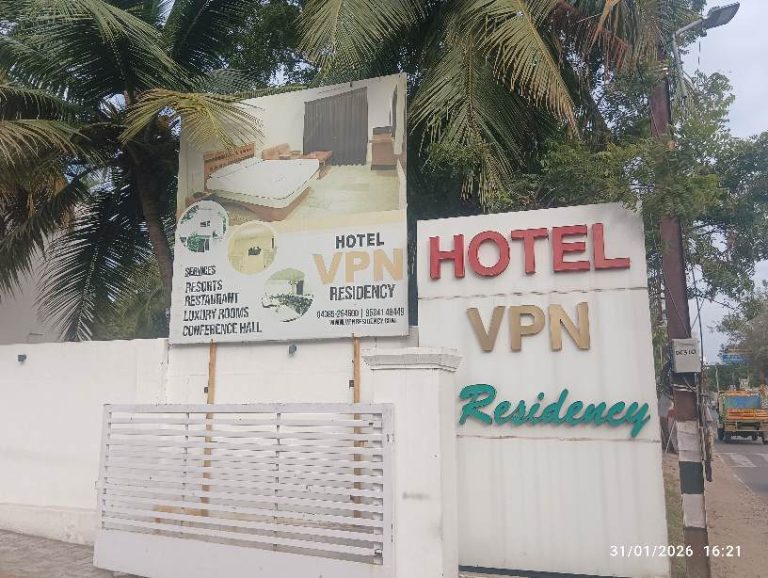 HOTEL
VPN
RESIDENCY
SERVICES
RESORTS
RESTAURANT
LUXURY ROOMS
CONFERENCE HALL
HOTEL
VPN
Residency
31/01/2026 16:21